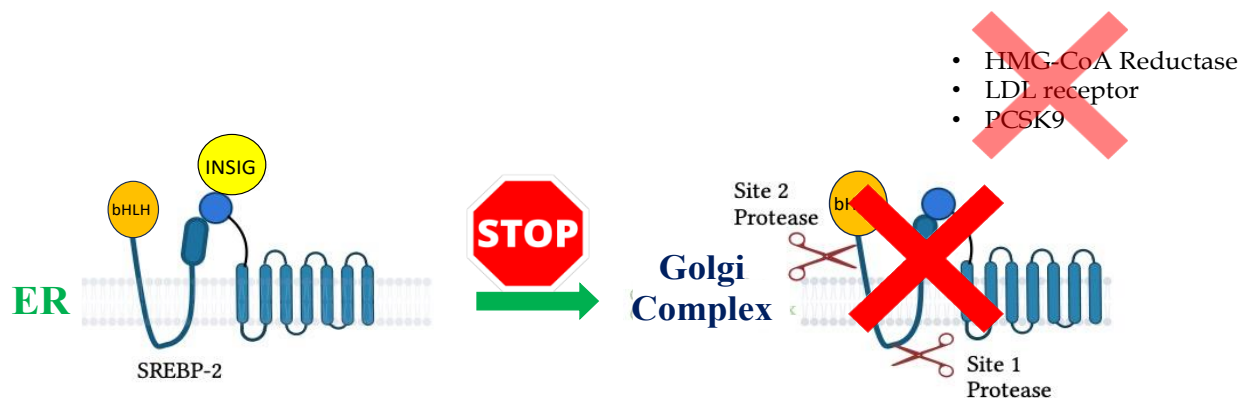 • HMG-CoA Reductase
• LDL receptor
• PCSK9
INSIG
bHLH
ER
SREBP-2
STOP
Golgi
Complex
Site 2
Protease
Site 1
Protease